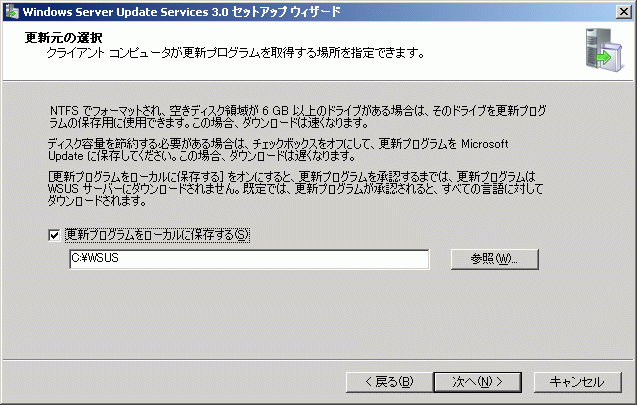 Windows Server Update Services 3.0 セットアップ ウィザード
更新元の選択
クライアント コンピュータが更新プログラムを取得する場所を指定できます。
NTFS でフォーマットされ、空きディスク領域が 6 GB 以上のドライブがある場合は、そのドライブを更新プログ
ラムの保存用に使用できます。この場合、ダウンロードは速くなります。
ディスク容量を節約する必要がある場合は、チェックボックスをオフにして、更新プログラムを Microsoft
Update に保存してください。この場合、ダウンロードは遅くなります。
[更新プログラムをローカルに保存する] をオンにすると、更新プログラムを承認するまでは、更新プログラムは
WSUS サーバーにダウンロードされません。既定では、更新プログラムが承認されると、すべての言語に対して
ダウンロードされます。
更新プログラムをローカルに保存する(S)
C:¥WSUS
参照(W)...
< 戻る(B)
次へ(N) >
キャンセル